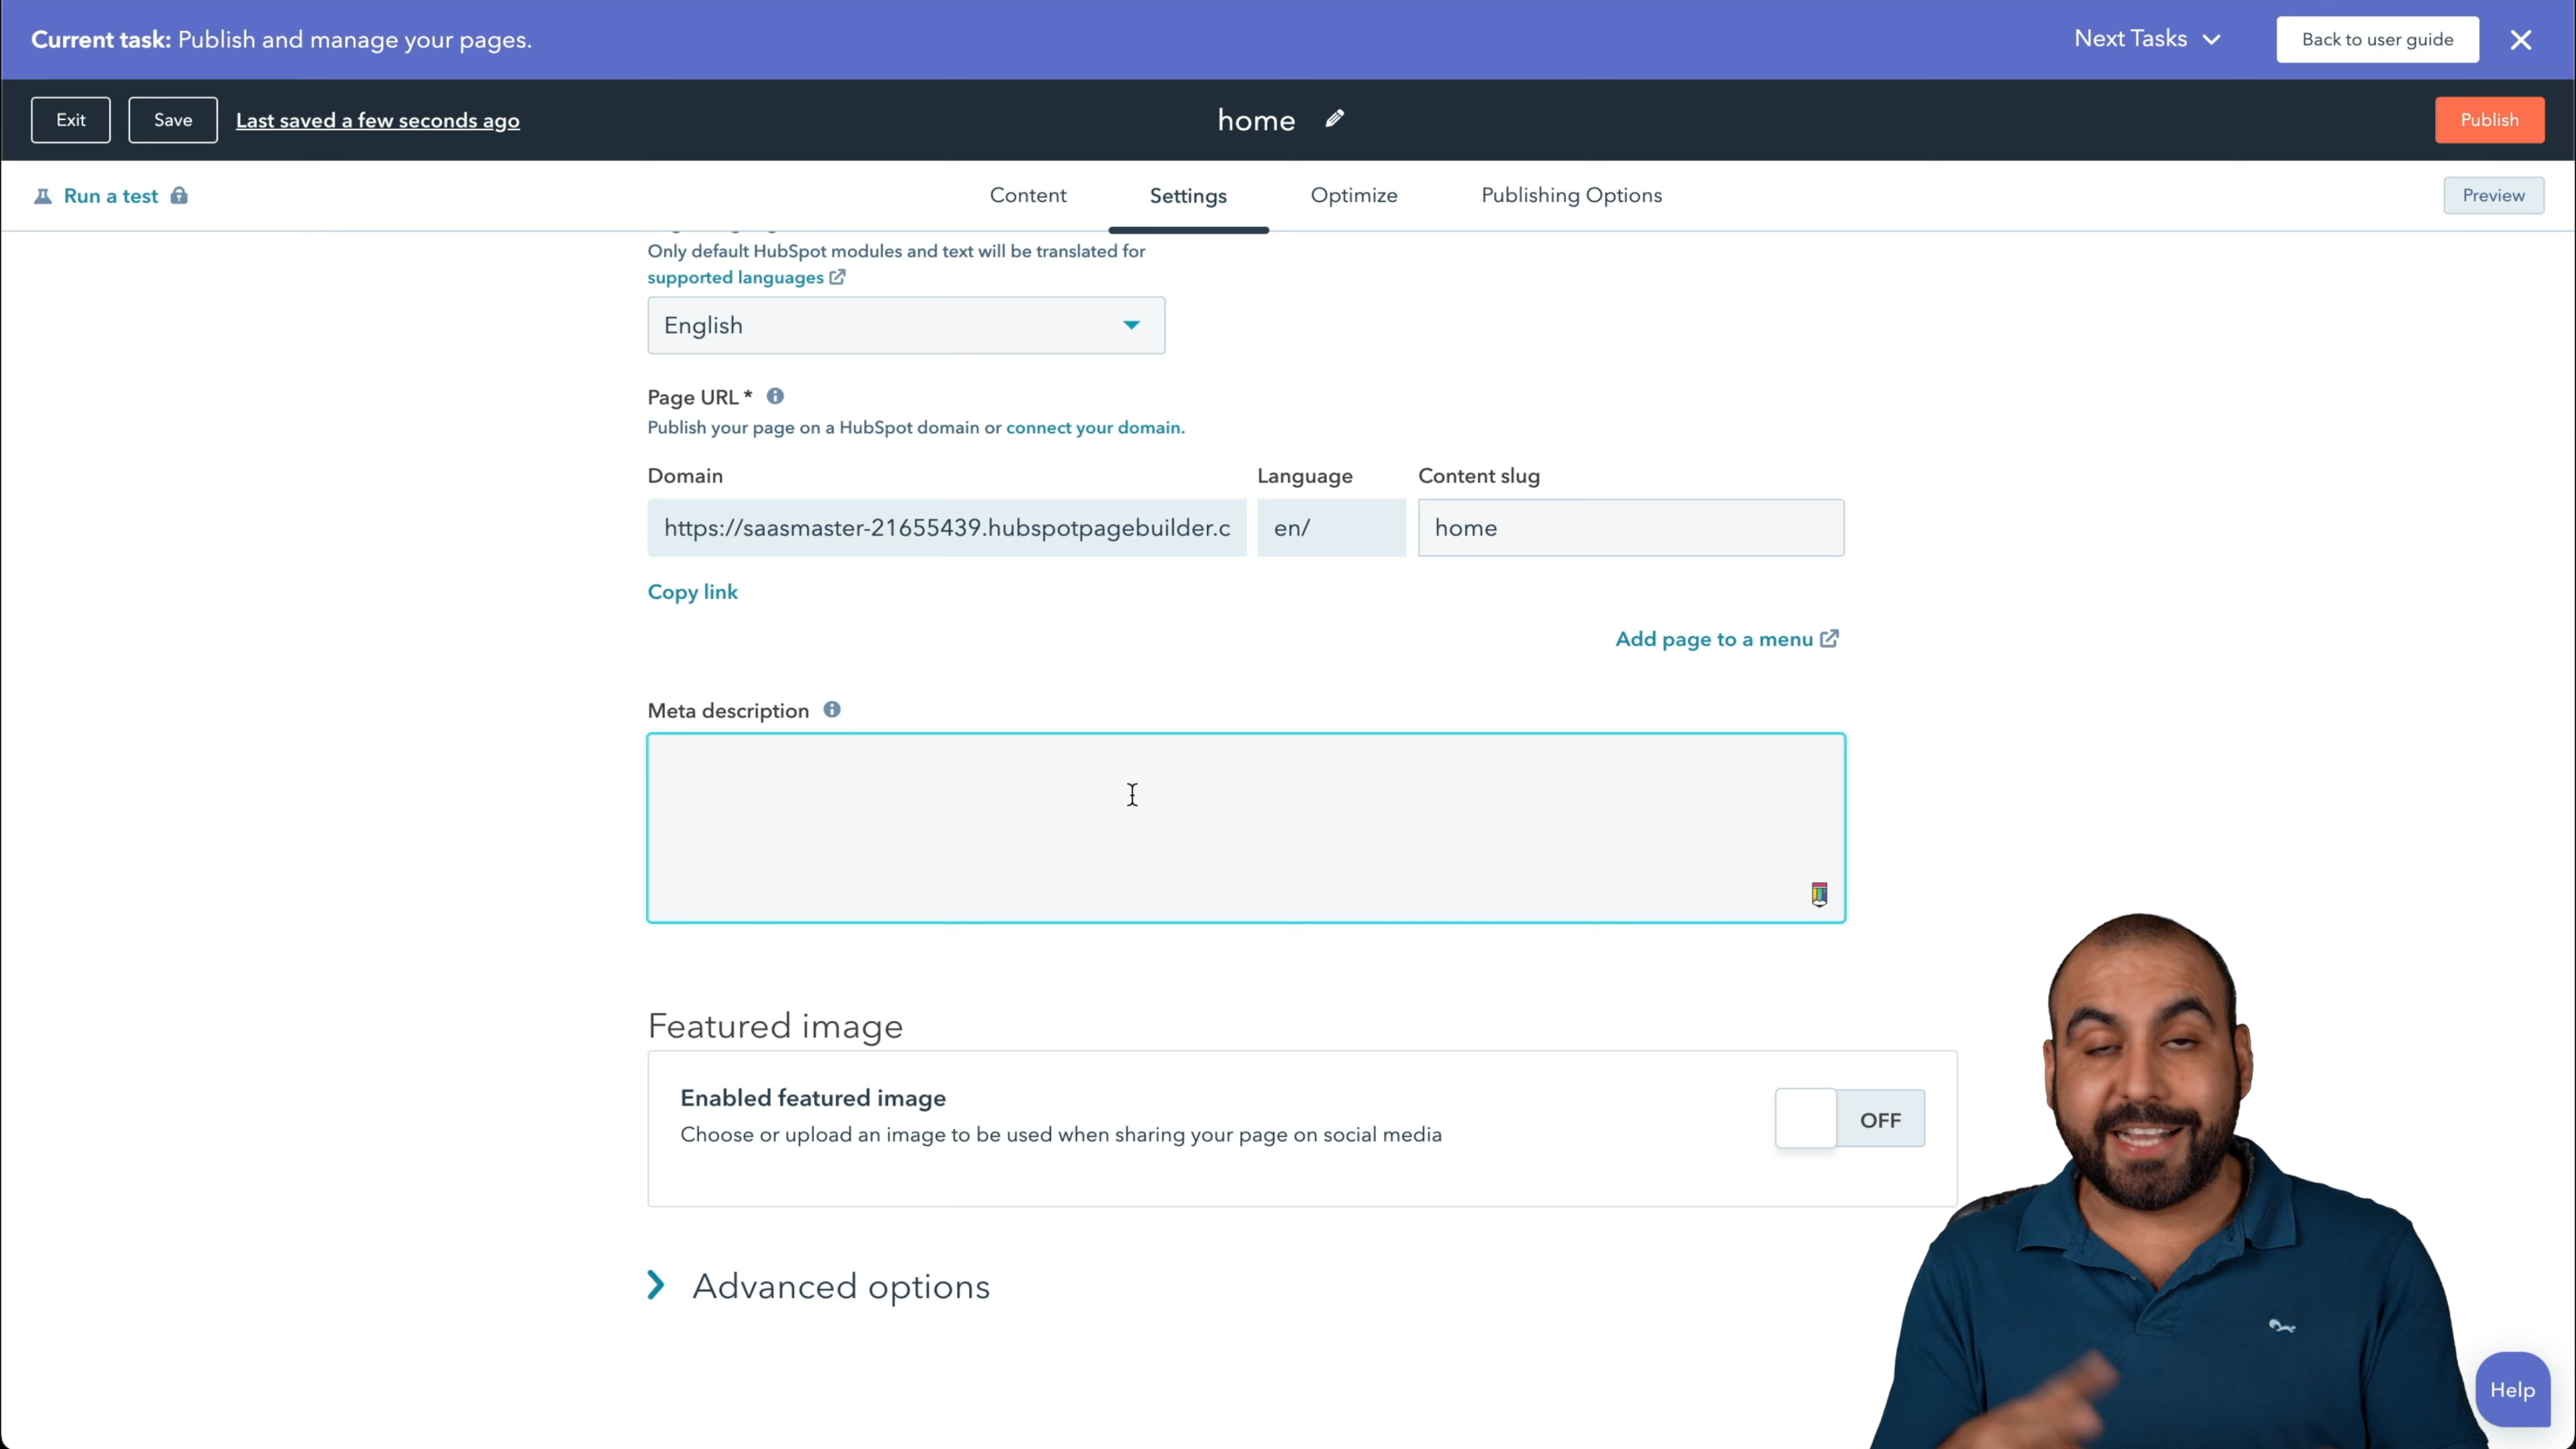 Current task: Publish and manage your pages.
Next Tasks
Back to user guide
Exit
Save
Last saved a few seconds ago
home
Publish
Run a test
Content
Settings
Optimize
Publishing Options
Preview
Only default HubSpot modules and text will be translated for
supported languages
English
Page URL *
Publish your page on a HubSpot domain or connect your domain.
Domain
Language
Content slug
https://saasmaster-21655439.hubspotpagebuilder.c
en/
home
Copy link
Add page to a menu
Meta description
Featured image
Enabled featured image
OFF
Choose or upload an image to be used when sharing your page on social media
Advanced options
Help